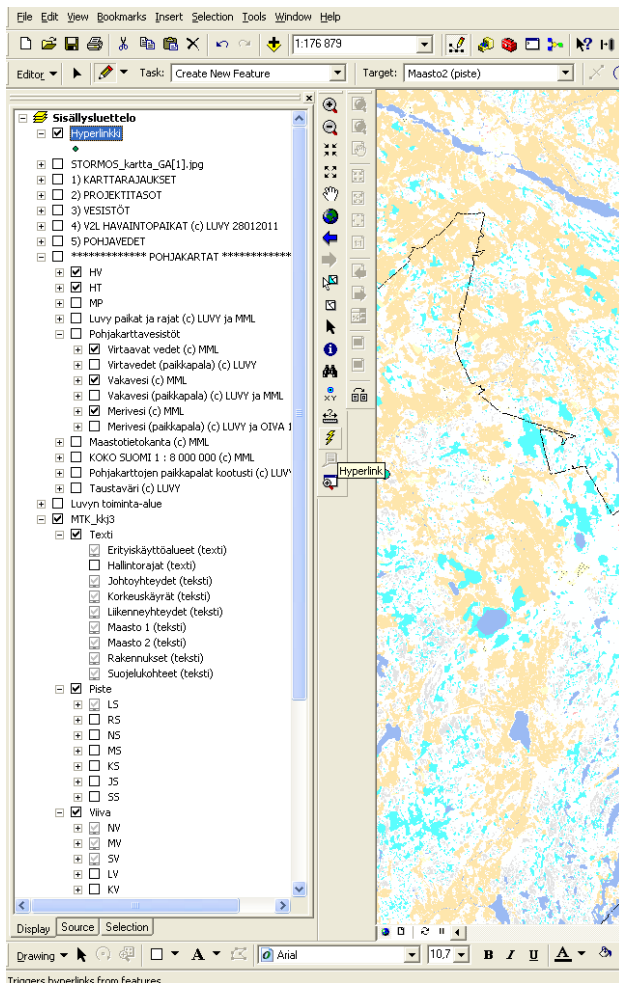 File Edit View Bookmarks Insert Selection Tools Window Help
1:176 879
Editor Task: Create New Feature Target: Maasto2 (piste)
Sisällysluettelo
Hyperlinkki
STORMOS_kartta_GA[1].jpg
1) KARTTARAJAUKSET
2) PROJEKTITASOT
3) VESISTÖT
4) V2L HAVAINTOPAIKAT (c) LUVY 28012011
5) POHJAVEDET
************* POHJAKARTAT ************
HV
HT
MP
Luvy paikat ja rajat (c) LUVY ja MML
Pohjakarttavesistöt
Virtaavat vedet (c) MML
Virtavedet (paikkapala) (c) LUVY
Vakavesi (c) MML
Vakavesi (paikkapala) (c) LUVY ja MML
Merivesi (c) MML
Merivesi (paikkapala) (c) LUVY ja OIVA 1
Maastotietokanta (c) MML
KOKO SUOMI 1 : 8 000 000 (c) MML
Pohjakarttojen paikkapalat kootusti (c) LUV
Hyperlink
Taustaväri (c) LUVY
Luvyn toiminta-alue
MTK_kkj3
Texti
Erityiskäyttöalueet (texti)
Hallintorajat (texti)
Johtoyhteydet (teksti)
Korkeuskäyrät (teksti)
Liikenneyhteydet (teksti)
Maasto 1 (teksti)
Maasto 2 (teksti)
Rakennukset (teksti)
Suojelukohteet (teksti)
Piste
LS
RS
NS
MS
KS
JS
SS
Viiva
NV
MV
SV
LV
KV
Display Source Selection
Drawing A Arial 10,7 B I U A
Triggers hyperlinks from features